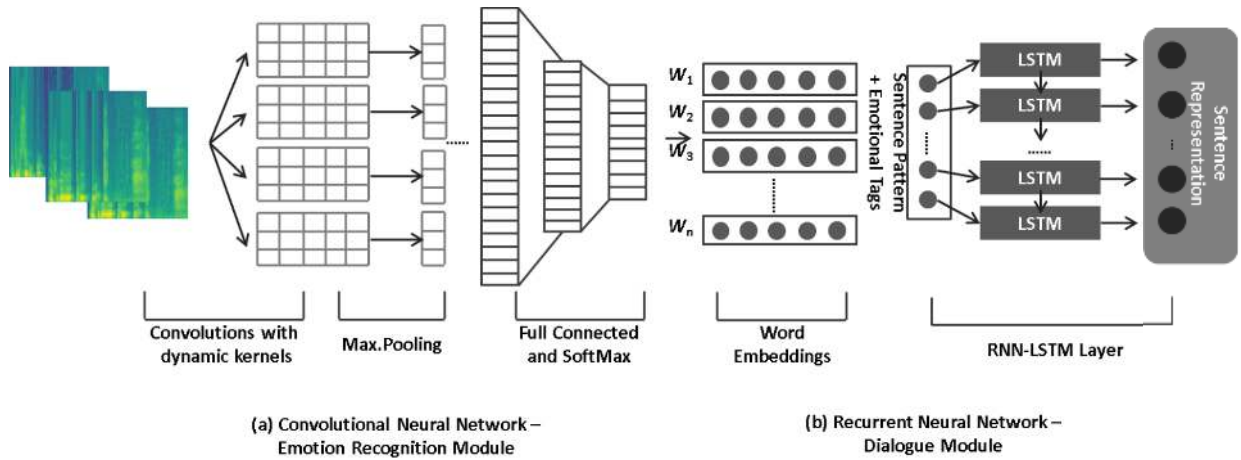 W1
W2
W3
Wn
Sentence Pattern
+ Emotional Tags
LSTM
LSTM
LSTM
LSTM
Sentence
Representation
Convolutions with
dynamic kernels
Max.Pooling
Full Connected
and SoftMax
Word
Embeddings
RNN-LSTM Layer
(a) Convolutional Neural Network –
Emotion Recognition Module
(b) Recurrent Neural Network –
Dialogue Module